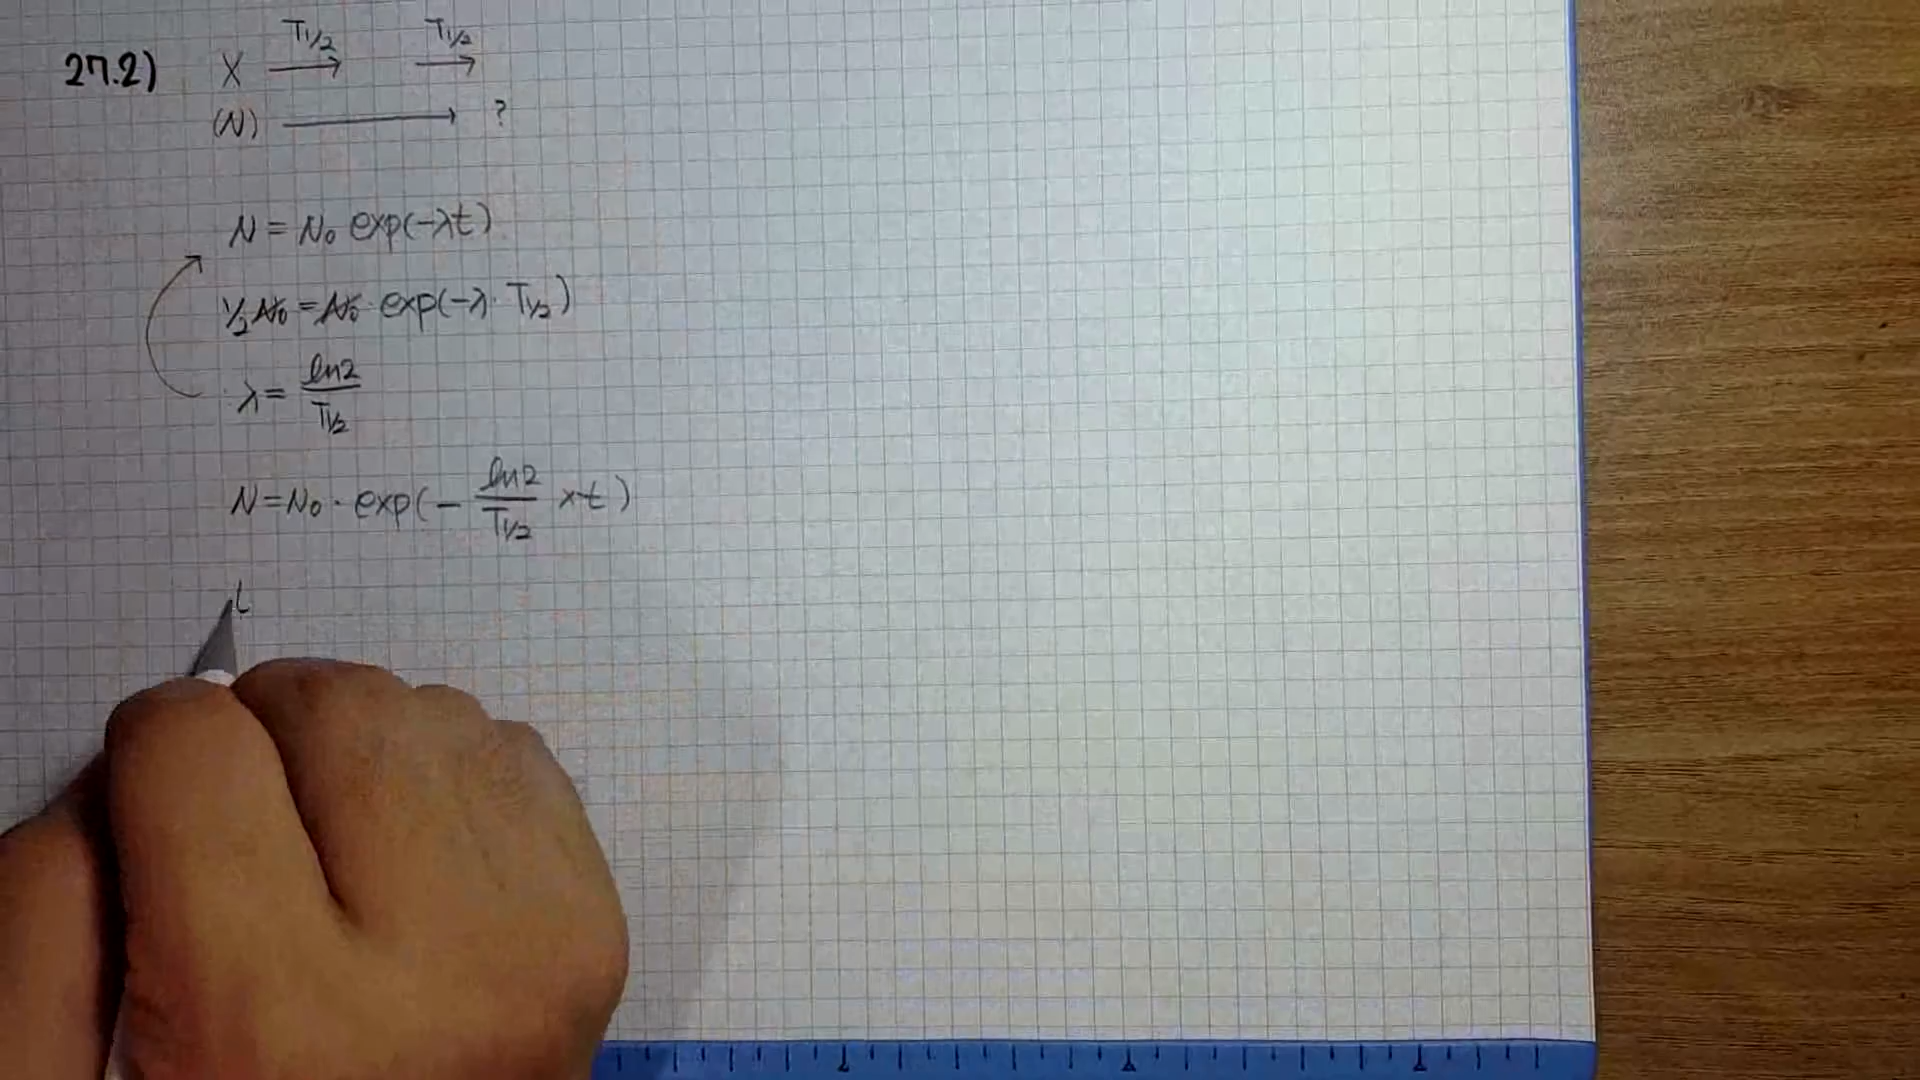 T1/2 T1/2
27.2) X → →
(N) → ?
N = N₀ exp(-λt)
1/2 N₀ = N₀ · exp(-λ · T1/2)
λ = ln2 / T1/2
N = N₀ · exp(- ln2 / T1/2 × t)
t